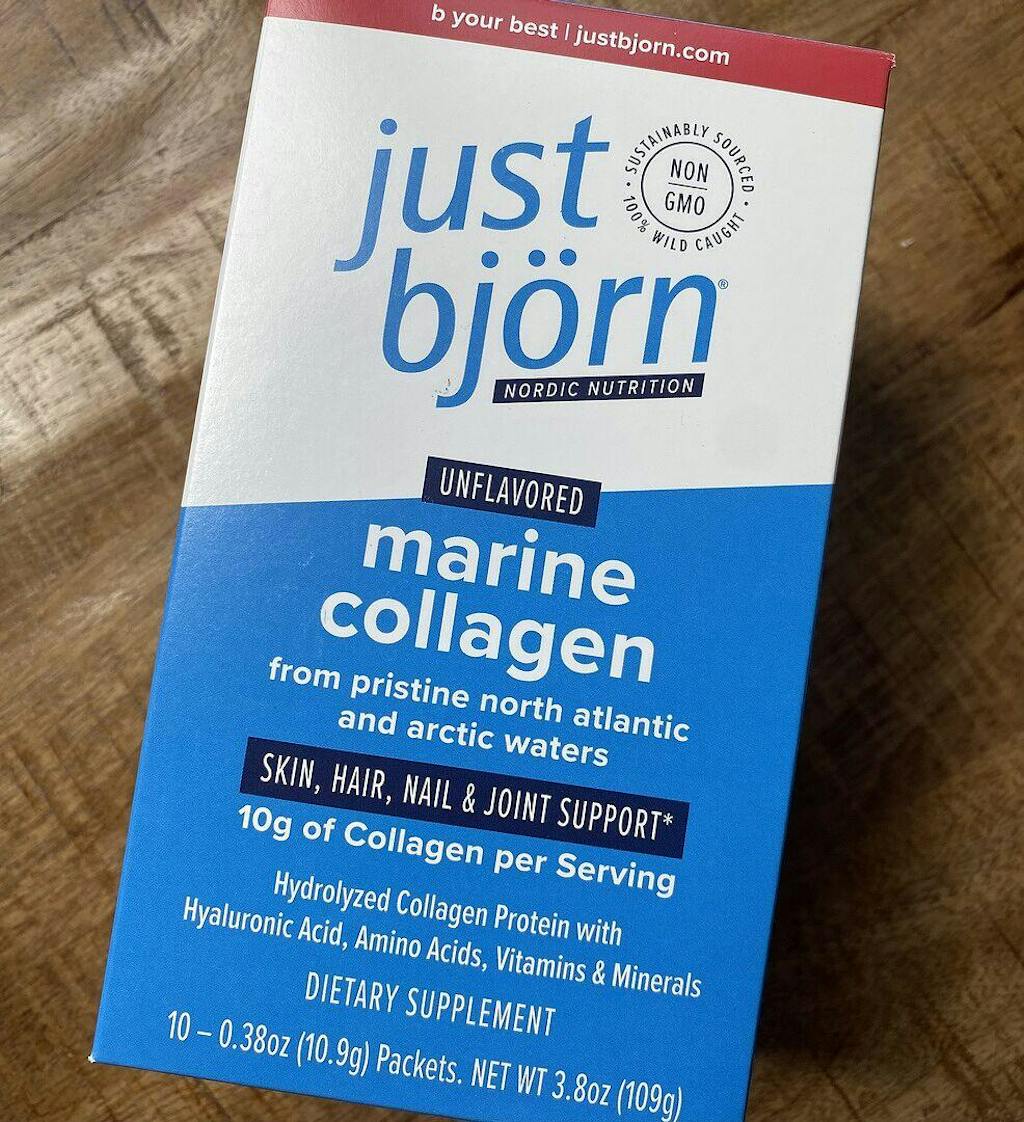 b your best | justbjorn.com
just
björn®
NORDIC NUTRITION
SUSTAINABLY SOURCED • 100% WILD CAUGHT •
NON
GMO
UNFLAVORED
marine
collagen
from pristine north atlantic
and arctic waters
SKIN, HAIR, NAIL & JOINT SUPPORT*
10g of Collagen per Serving
Hydrolyzed Collagen Protein with
Hyaluronic Acid, Amino Acids, Vitamins & Minerals
DIETARY SUPPLEMENT
10 – 0.38oz (10.9g) Packets. NET WT 3.8oz (109g)